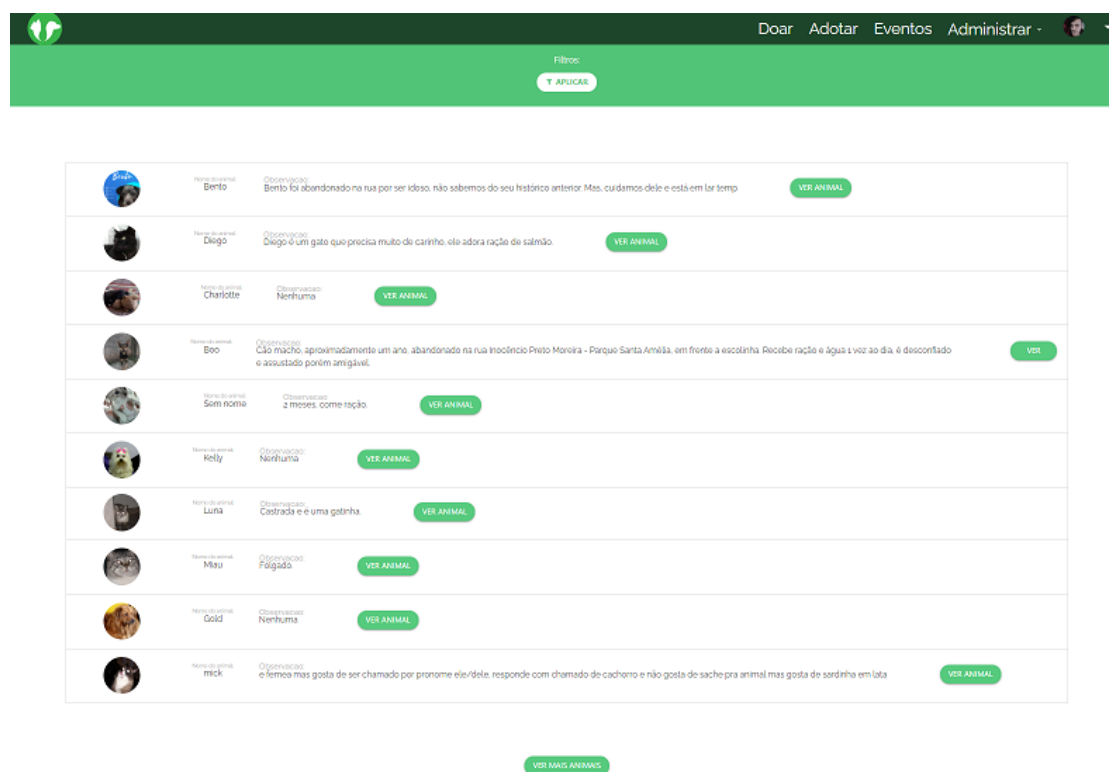 Doar Adotar Eventos Administrar
Filtros:
APLICAR
Bento
Nome do animal:
Bento
Observacao:
Bento foi abandonado na rua por ser idoso, não sabemos do seu histórico anterior. Mas, cuidamos dele e está em lar temp
VER ANIMAL
Nome do animal:
Diego
Observacao:
Diego é um gato que precisa muito de carinho, ele adora ração de salmão.
VER ANIMAL
Nome do animal:
Charlotte
Observacao:
Nenhuma
VER ANIMAL
Nome do animal:
Boo
Observacao:
Cão macho, aproximadamente um ano, abandonado na rua Inocêncio Preto Moreira - Parque Santa Amélia, em frente a escolinha. Recebe ração e água 1 vez ao dia, é desconfiado
e assustado porém amigável.
VER
Nome do animal:
Sem nome
Observacao:
2 meses, come ração.
VER ANIMAL
Nome do animal:
Kelly
Observacao:
Nenhuma
VER ANIMAL
Nome do animal:
Luna
Observacao:
Castrada e é uma gatinha.
VER ANIMAL
Nome do animal:
Miau
Observacao:
Folgado
VER ANIMAL
Nome do animal:
Gold
Observacao:
Nenhuma
VER ANIMAL
Nome do animal:
mick
Observacao:
e femea mas gosta de ser chamado por pronome ele/dele, responde com chamado de cachorro e não gosta de sache pra animal mas gosta de sardinha em lata
VER ANIMAL
VER MAIS ANIMAIS